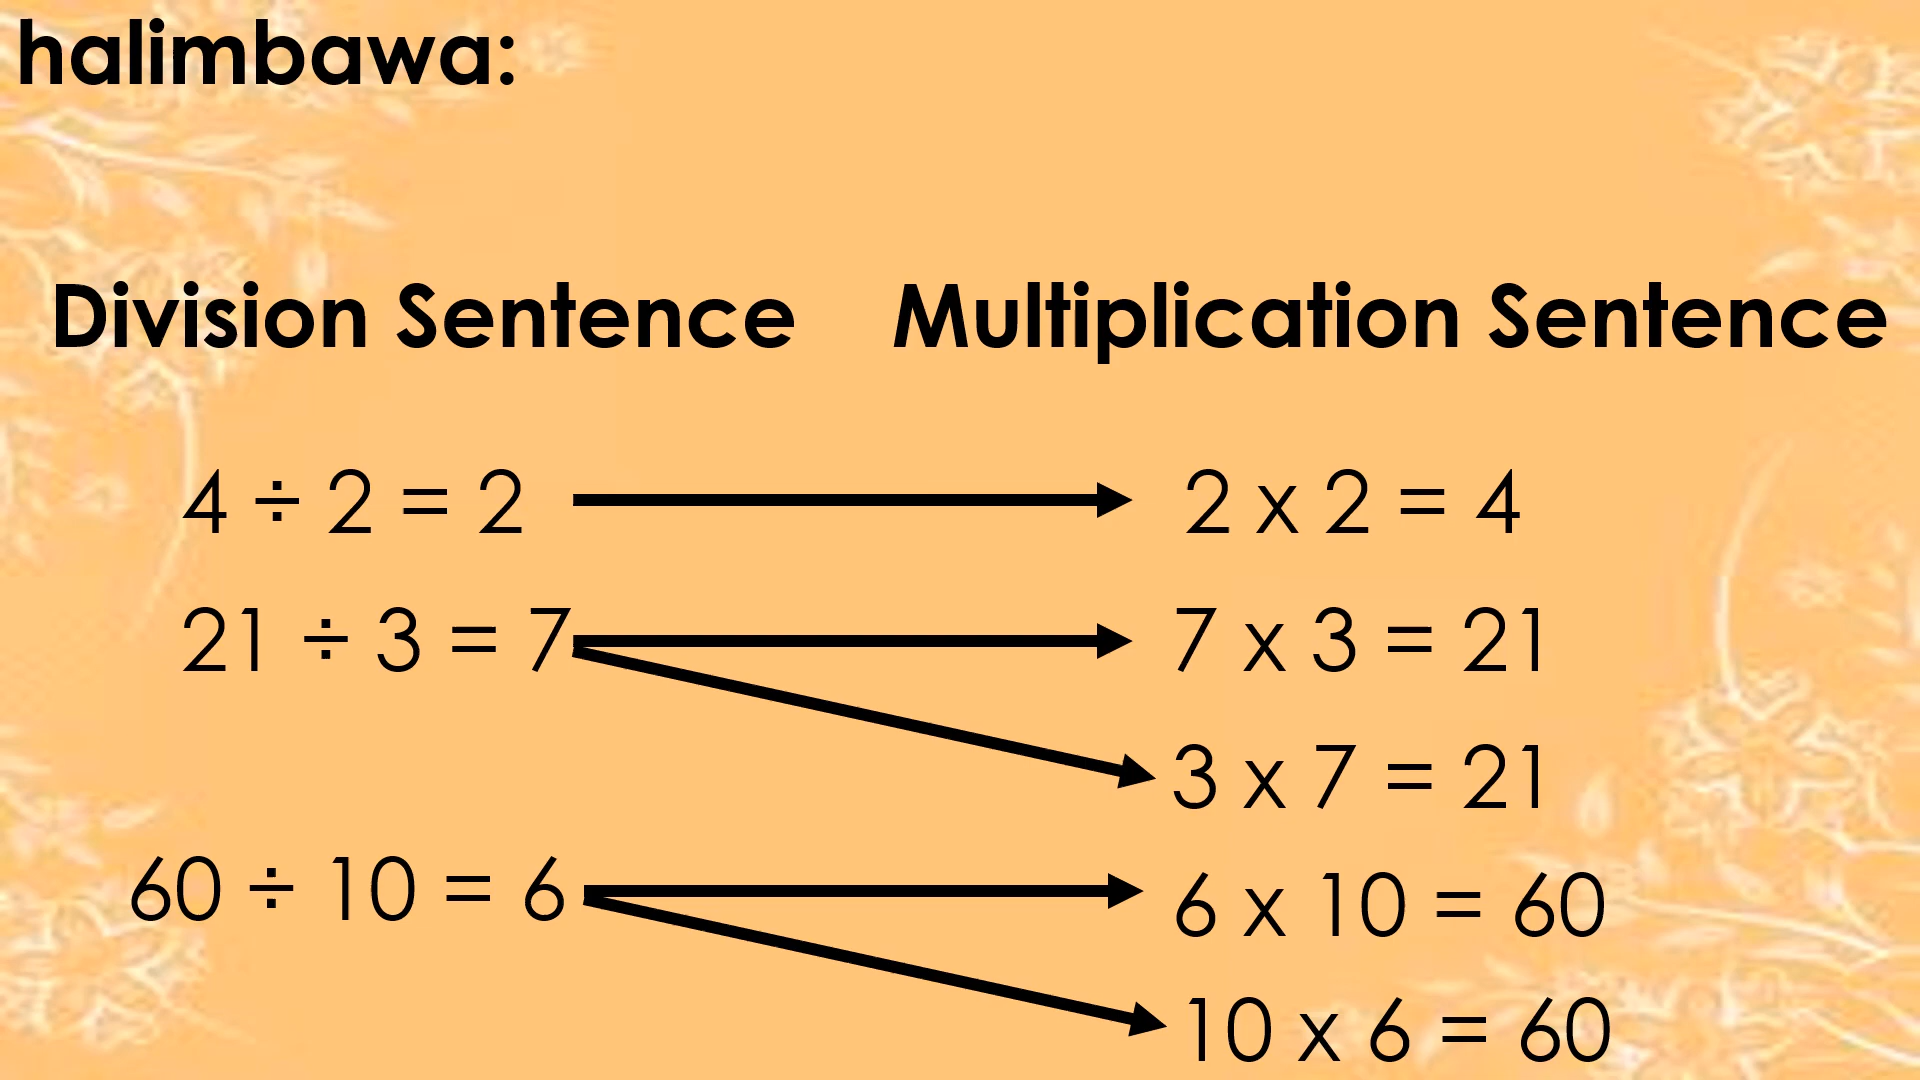 halimbawa:
Division Sentence Multiplication Sentence
4 ÷ 2 = 2 2 x 2 = 4
21 ÷ 3 = 7 7 x 3 = 21
3 x 7 = 21
60 ÷ 10 = 6 6 x 10 = 60
10 x 6 = 60